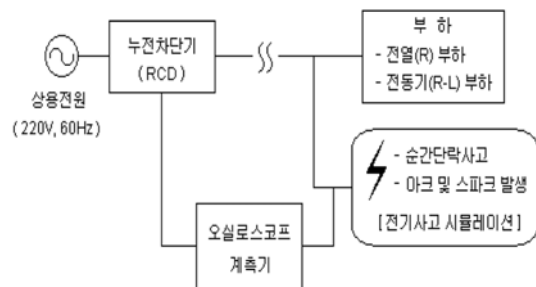 누전차단기
(RCD)
상용전원
(220V, 60Hz)
부 하
- 전열(R) 부하
- 전동기(R-L) 부하
- 순간단락사고
- 아크 및 스파크 발생
[전기사고 시뮬레이션]
오실로스코프
계측기